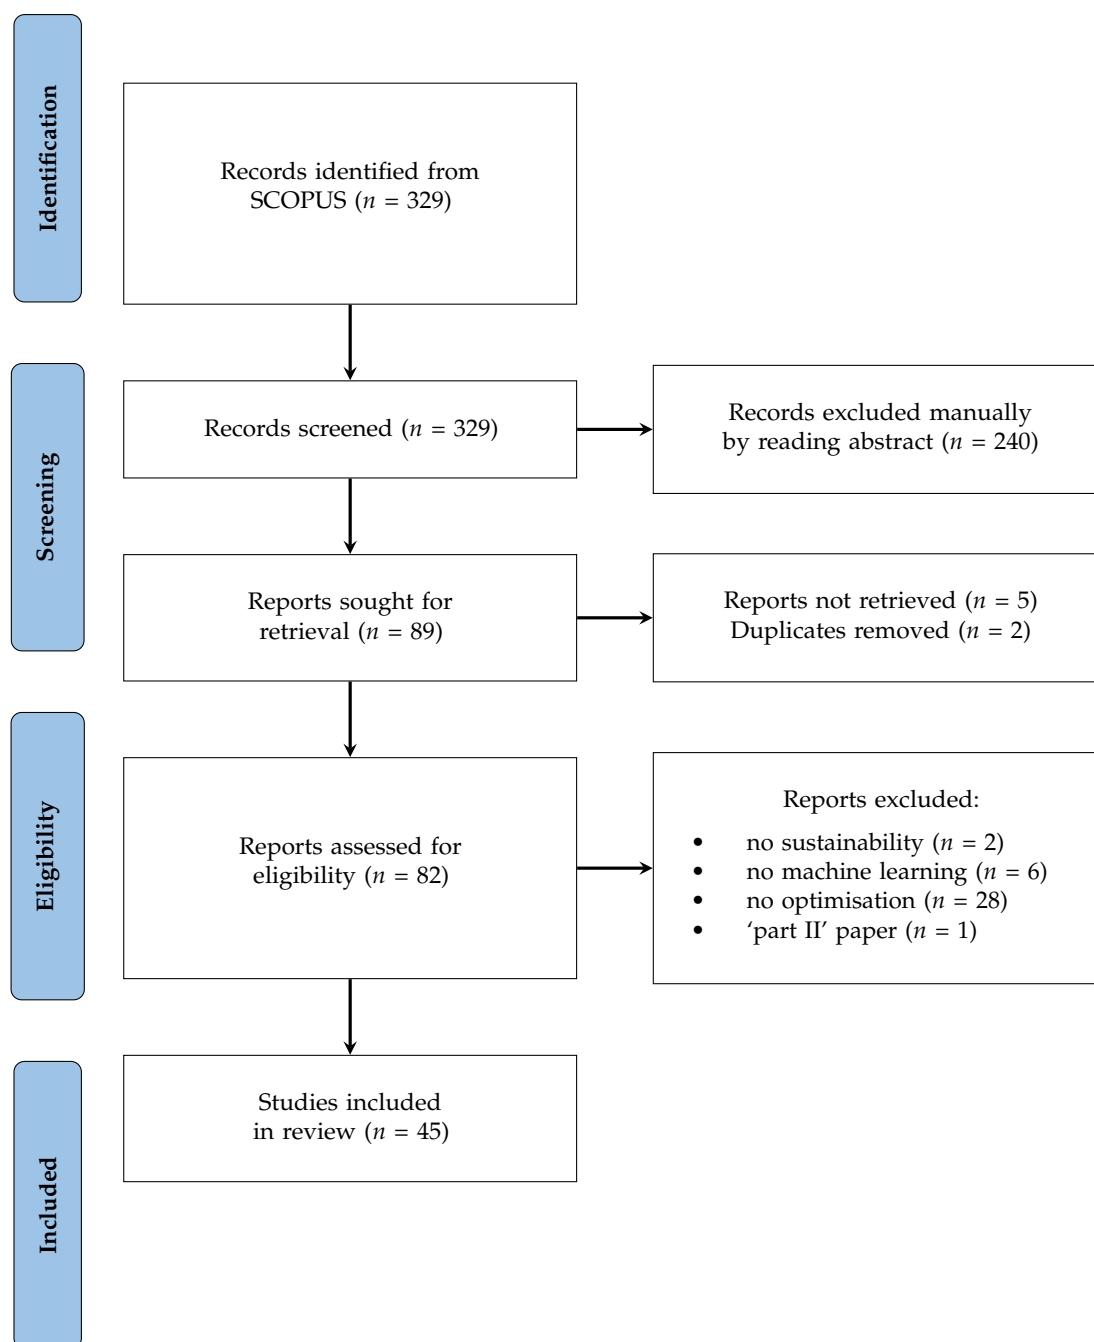 Identification
Records identified from
SCOPUS (n = 329)
Screening
Records screened (n = 329)
Records excluded manually
by reading abstract (n = 240)
Reports sought for
retrieval (n = 89)
Reports not retrieved (n = 5)
Duplicates removed (n = 2)
Eligibility
Reports assessed for
eligibility (n = 82)
Reports excluded:
• no sustainability (n = 2)
• no machine learning (n = 6)
• no optimisation (n = 28)
• ‘part II’ paper (n = 1)
Included
Studies included
in review (n = 45)